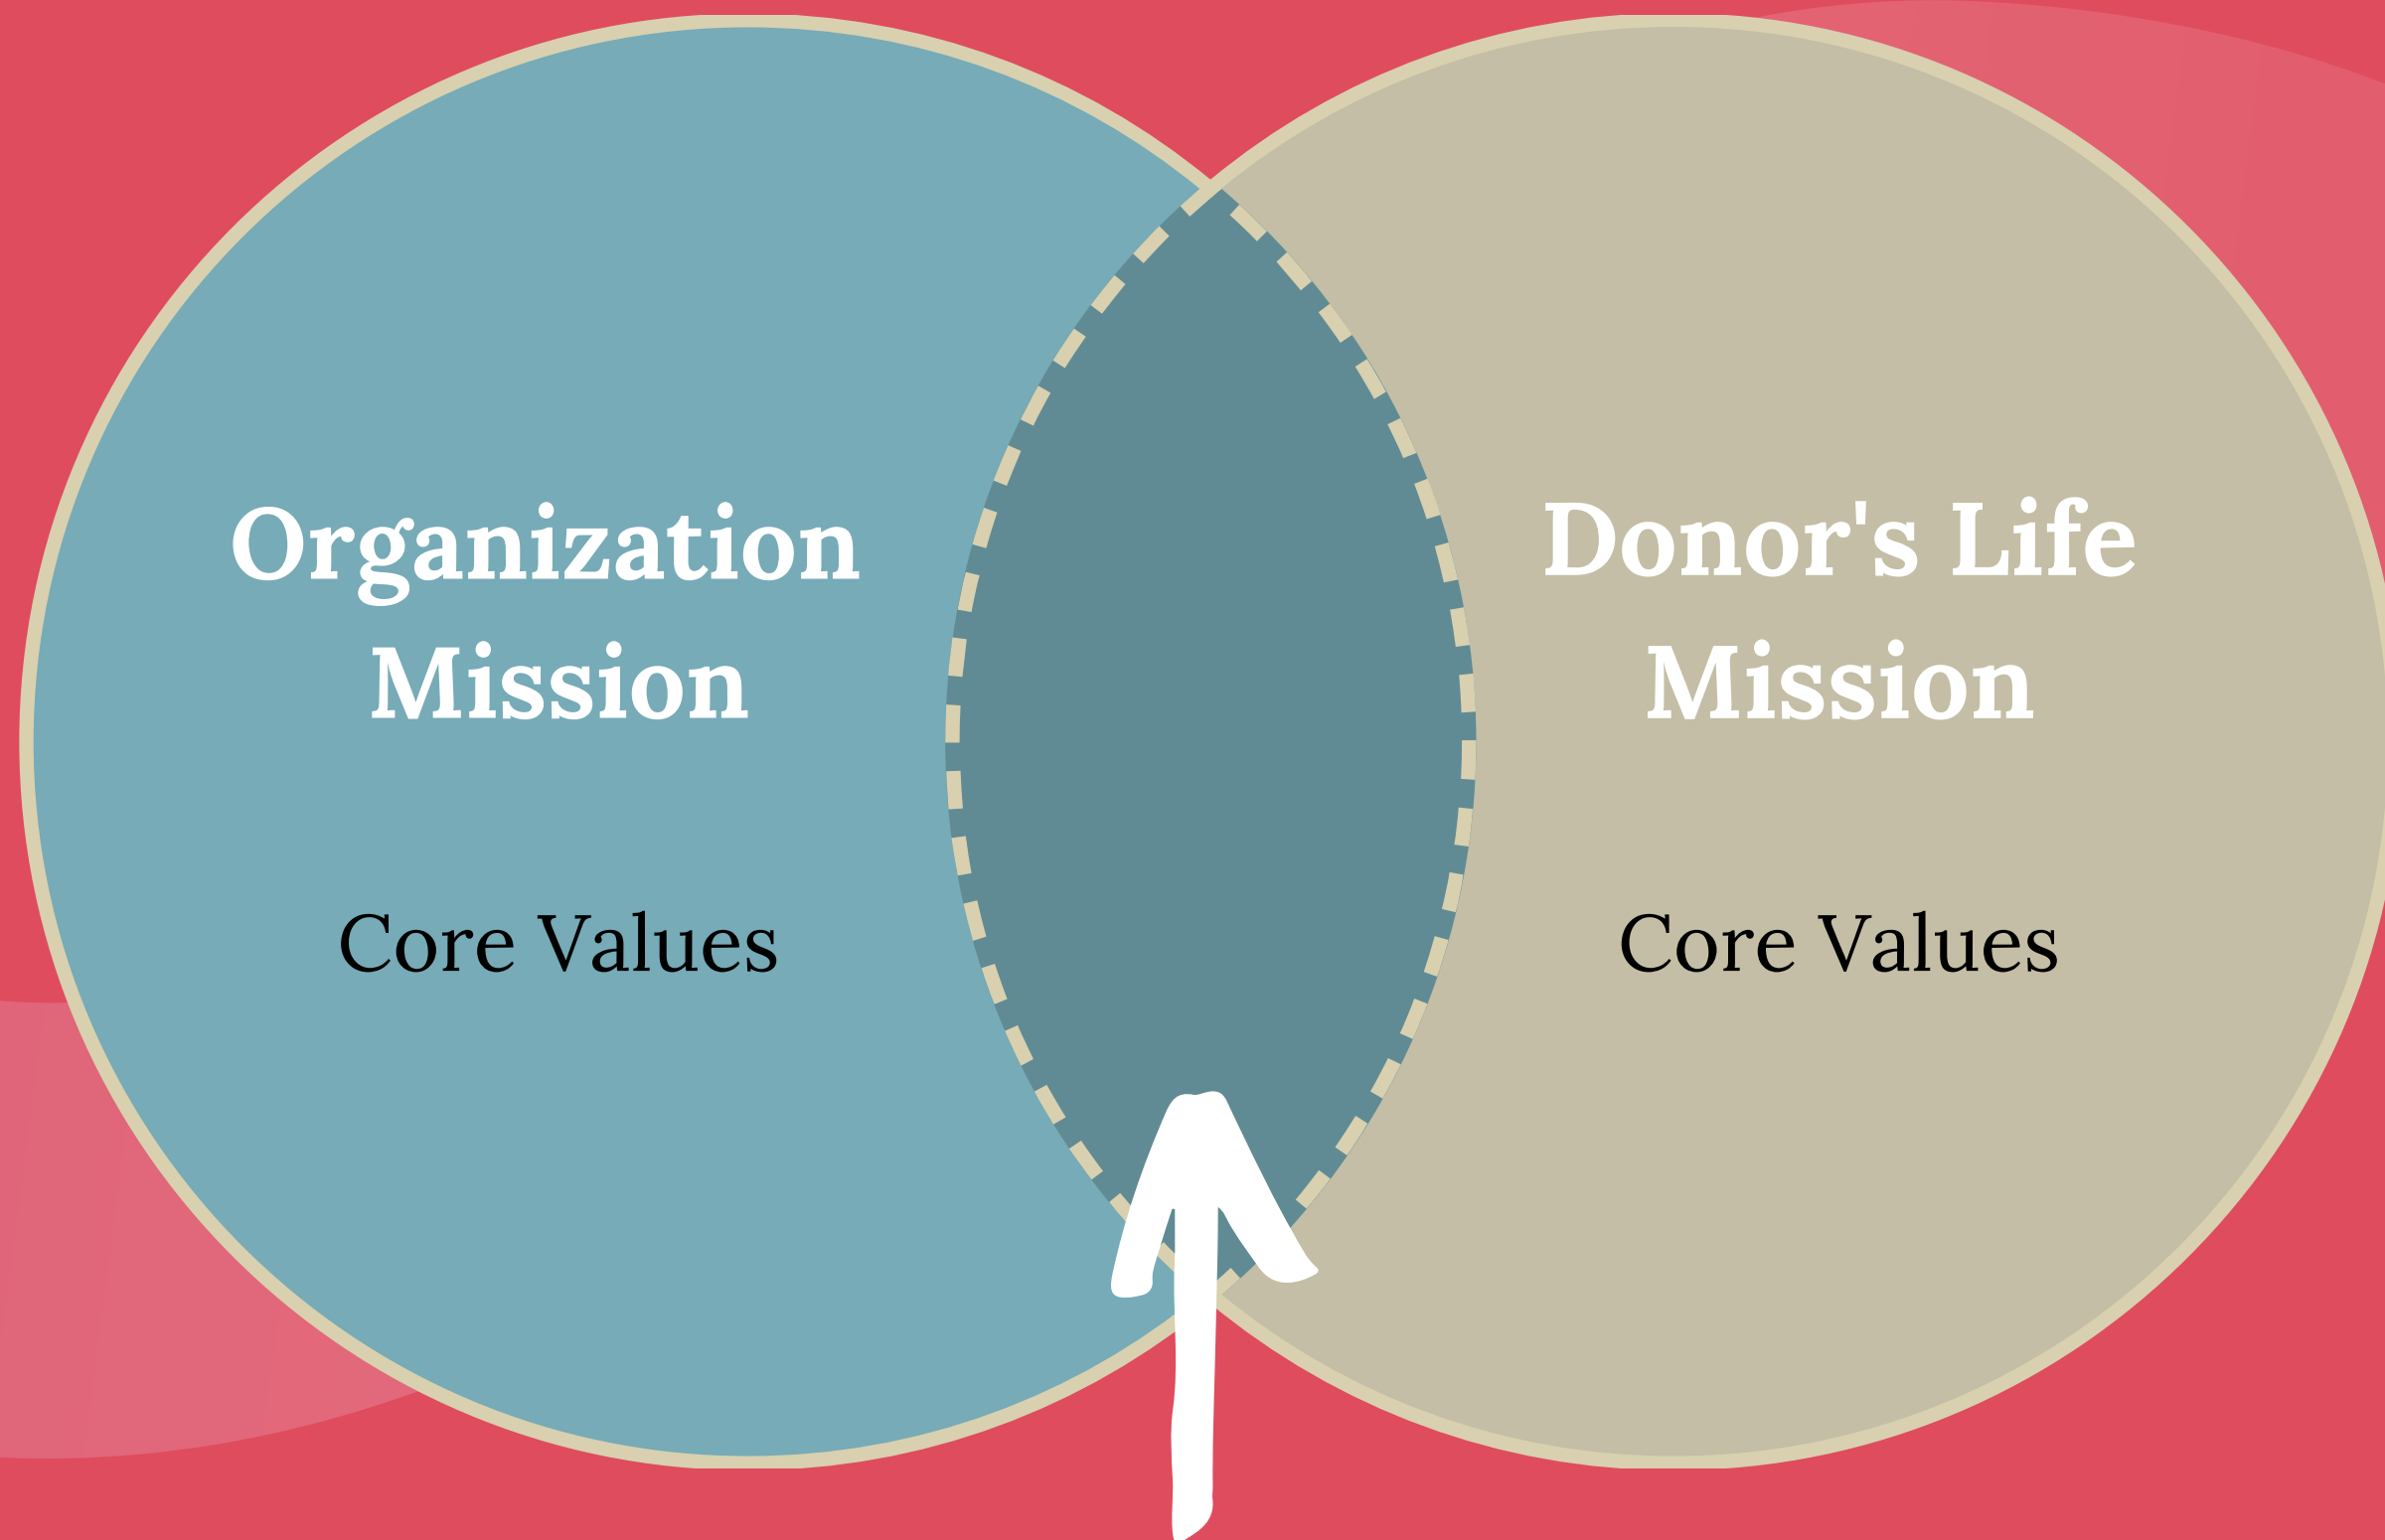 Organization
Mission
Core Values
Donor's Life
Mission
Core Values